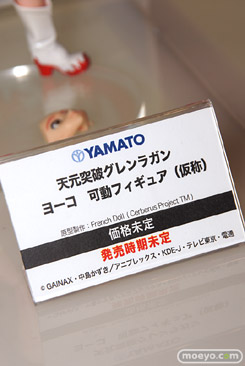 YAMATO
天元突破グレンラガン
ヨーコ 可動フィギュア（仮称）
原型製作：French Doll ( Cerberus Project TM )
価格未定
発売時期未定
© GAINAX・中島かずき／アニプレックス・KDE-J・テレビ東京・電通
moeyo.com